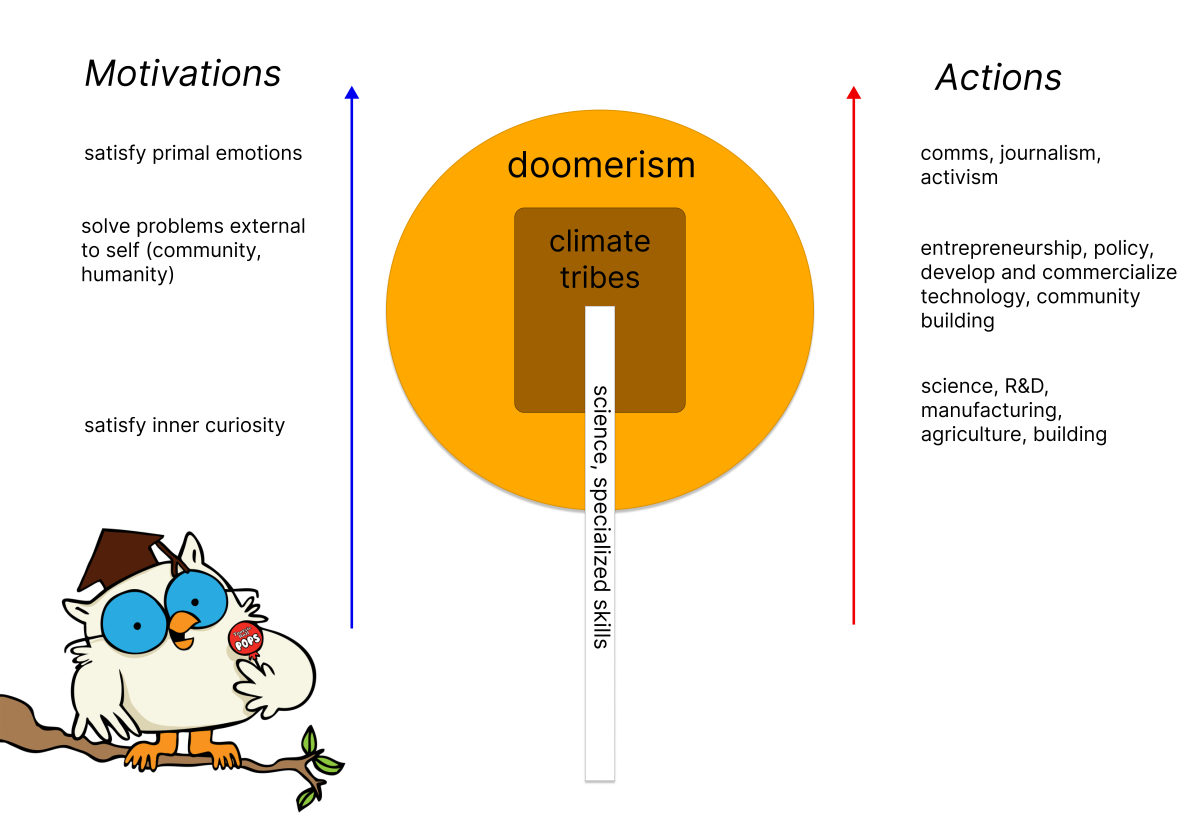 Motivations
satisfy primal emotions
solve problems external
to self (community,
humanity)
satisfy inner curiosity
doomerism
climate
tribes
science, specialized skills
Actions
comms, journalism,
activism
entrepreneurship, policy,
develop and commercialize
technology, community
building
science, R&D,
manufacturing,
agriculture, building
POPS